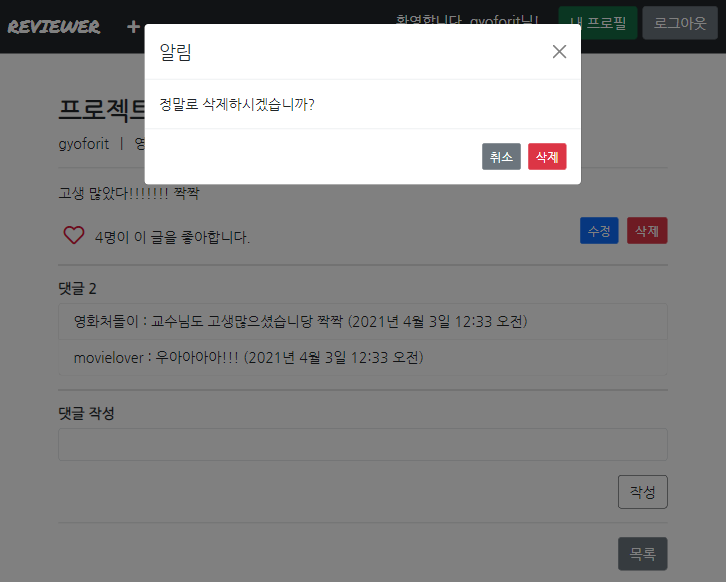 REVIEWER + 환영합니다, gyoforit님! 내 프로필 로그아웃
알림
정말로 삭제하시겠습니까?
취소 삭제
프로젝트
gyoforit |
고생 많았다!!!!!!! 짝짝
4명이 이 글을 좋아합니다.
수정 삭제
댓글 2
영화처돌이 : 교수님도 고생많으셨습니당 짝짝 (2021년 4월 3일 12:33 오전)
movielover : 우아아아아!!! (2021년 4월 3일 12:33 오전)
댓글 작성
작성
목록